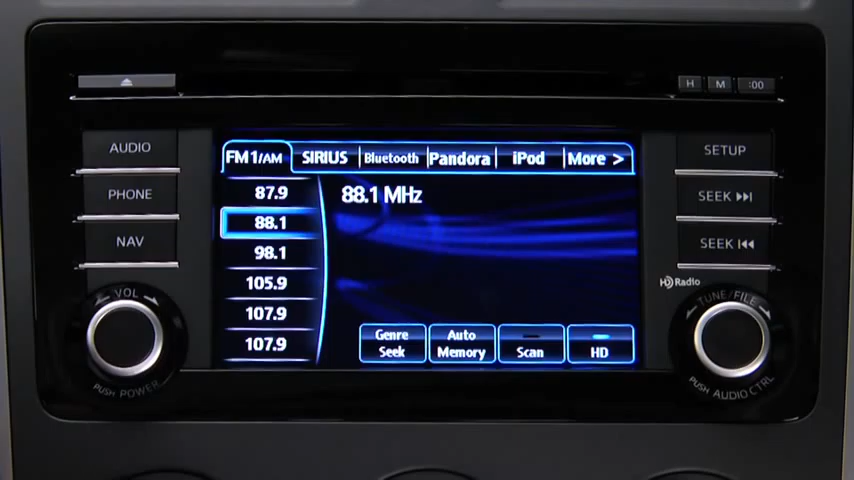 H M :00
AUDIO
PHONE
NAV
VOL
PUSH POWER
FM1/AM SIRIUS Bluetooth Pandora iPod More >
87.9
88.1
98.1
105.9
107.9
107.9
88.1 MHz
Genre Seek
Auto Memory
Scan
HD
SETUP
SEEK
SEEK
HD Radio
TUNE/FILE
PUSH AUDIO CTRL